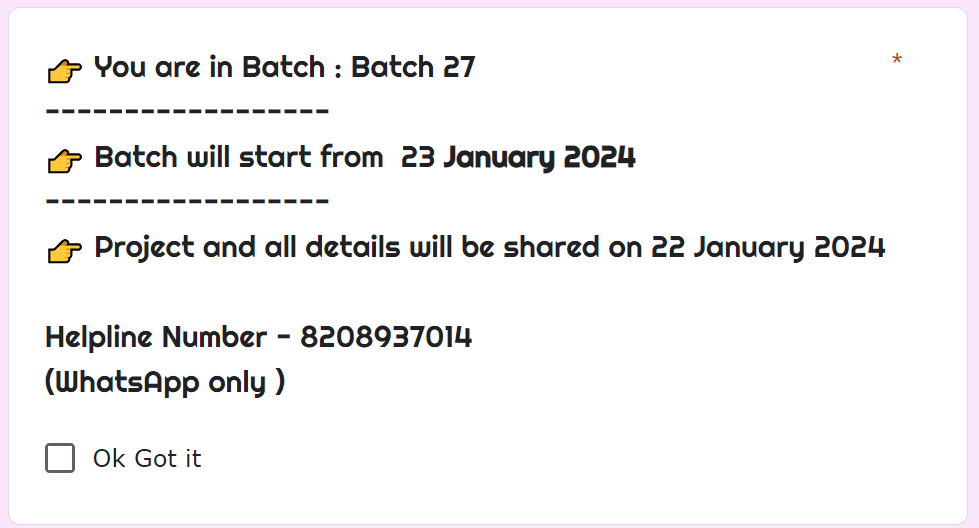 👉 You are in Batch : Batch 27 *
------------------
👉 Batch will start from  23 January 2024
------------------
👉 Project and all details will be shared on 22 January 2024
Helpline Number - 8208937014
(WhatsApp only )
Ok Got it